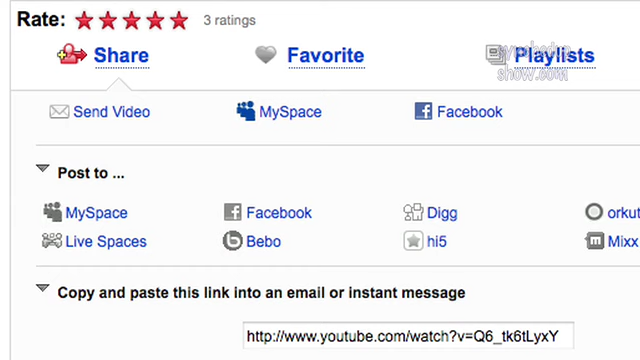 Rate: 3 ratings
Share Favorite Playlists
show.com
Send Video MySpace Facebook
Post to ...
MySpace Facebook Digg orkut
Live Spaces Bebo hi5 Mixx
Copy and paste this link into an email or instant message
http://www.youtube.com/watch?v=Q6_tk6tLyxY